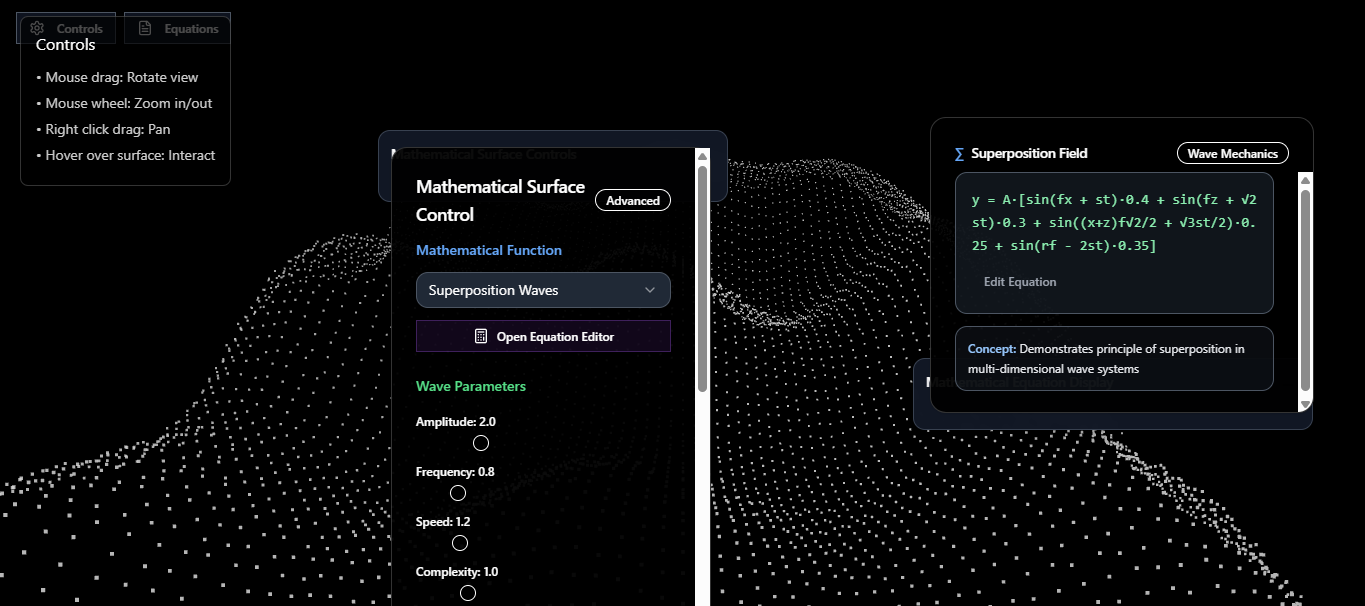 Controls
Equations
Controls
• Mouse drag: Rotate view
• Mouse wheel: Zoom in/out
• Right click drag: Pan
• Hover over surface: Interact
Mathematical Surface Controls
Mathematical Surface
Control
Advanced
Mathematical Function
Superposition Waves
Open Equation Editor
Wave Parameters
Amplitude: 2.0
Frequency: 0.8
Speed: 1.2
Complexity: 1.0
∑ Superposition Field
Wave Mechanics
y = A·[sin(fx + st)·0.4 + sin(fz + √2
st)·0.3 + sin((x+z)f√2/2 + √3st/2)·0.
25 + sin(rf - 2st)·0.35]
Edit Equation
Concept: Demonstrates principle of superposition in
multi-dimensional wave systems
Mathematical Equation Display